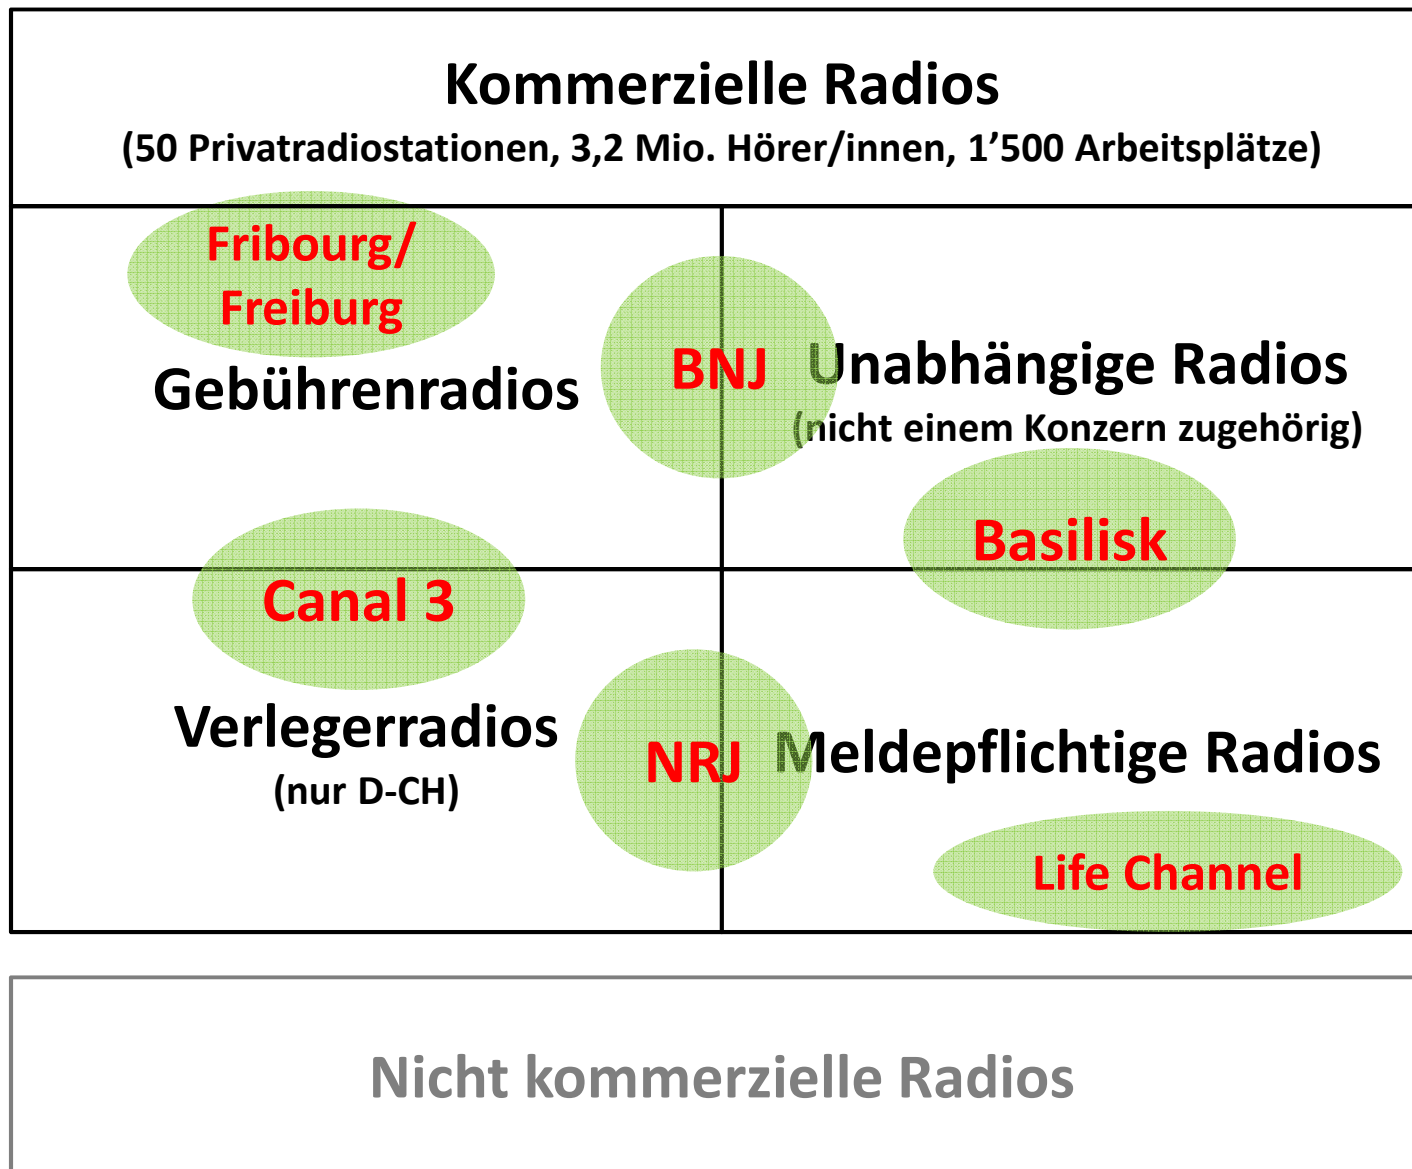 Kommerzielle Radios
(50 Privatradiostationen, 3,2 Mio. Hörer/innen, 1’500 Arbeitsplätze)
Fribourg/
Freiburg
Gebührenradios
BNJ
Unabhängige Radios
(nicht einem Konzern zugehörig)
Basilisk
Canal 3
Verlegerradios
(nur D-CH)
NRJ
Meldepflichtige Radios
Life Channel
Nicht kommerzielle Radios